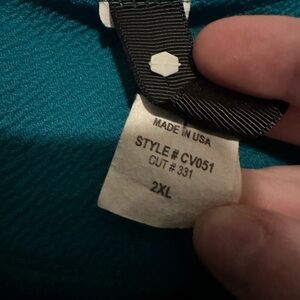 MADE IN USA
STYLE # CV051
CUT # 331
2XL